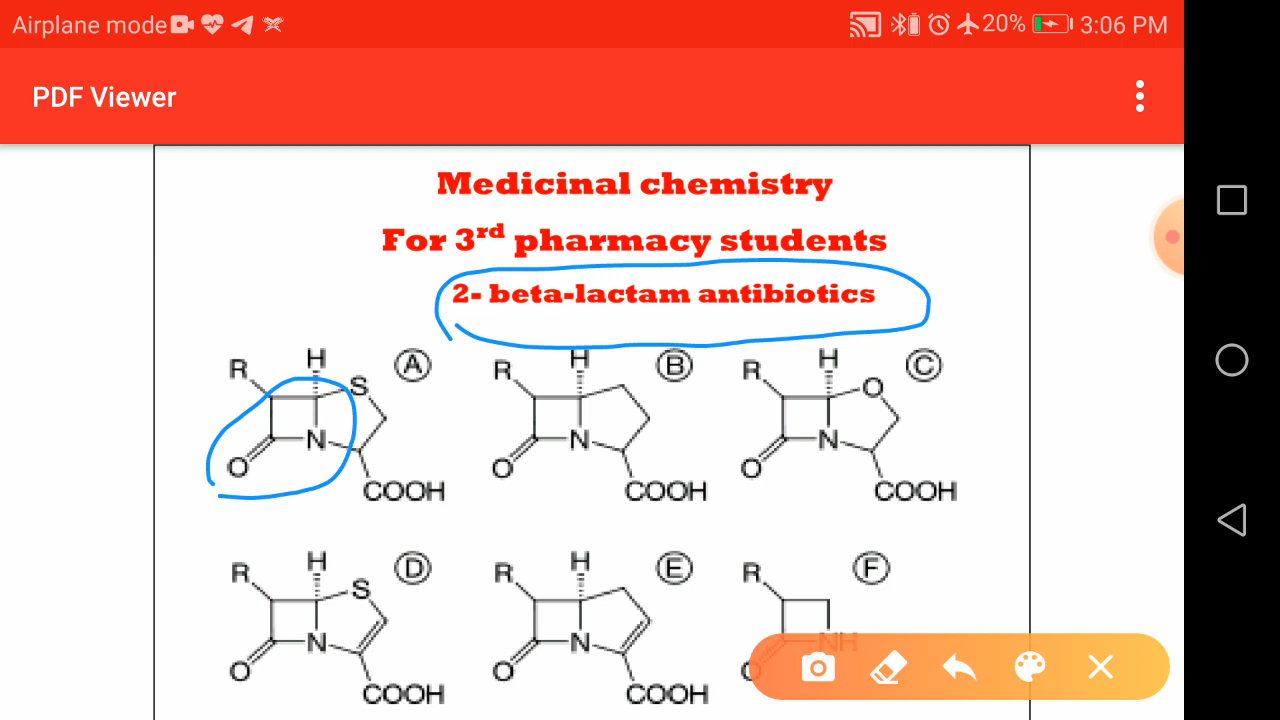 Airplane mode 20% 3:06 PM
PDF Viewer
Medicinal chemistry
For 3rd pharmacy students
2- beta-lactam antibiotics
R H S A
O N
COOH
R H B
O N
COOH
R H O C
O N
COOH
R H S D
O N
COOH
R H E
O N
COOH
R F
O NH